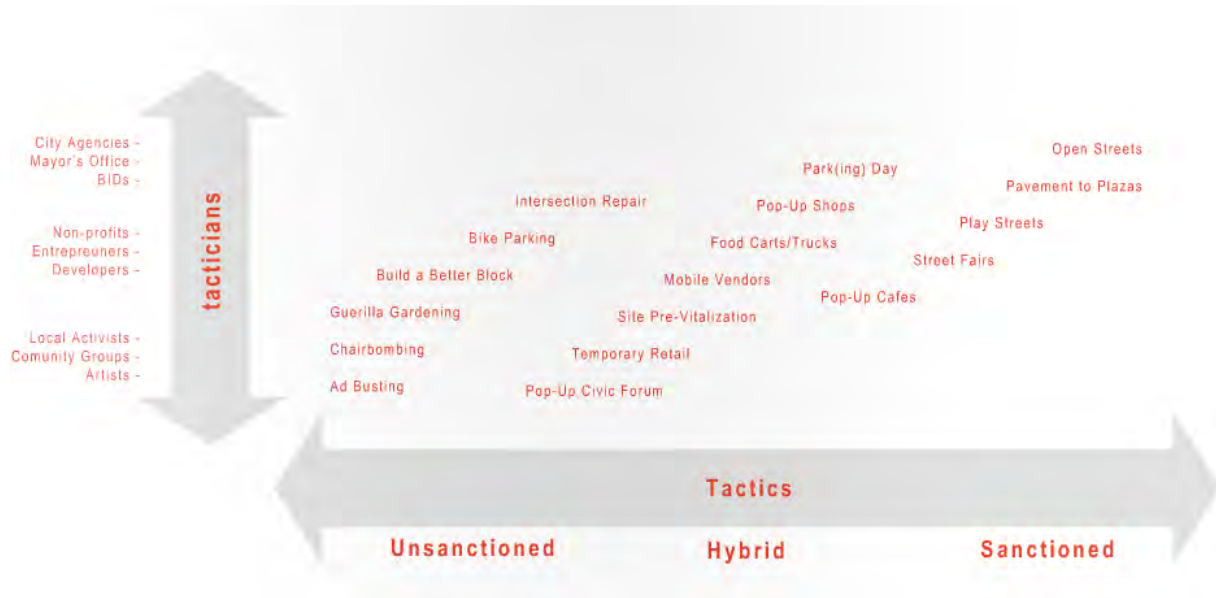 City Agencies -
Mayor's Office -
BIDs -
Non-profits -
Entrepreuners -
Developers -
Local Activists -
Comunity Groups -
Artists -
tacticians
Open Streets
Park(ing) Day
Pavement to Plazas
Intersection Repair
Pop-Up Shops
Play Streets
Bike Parking
Food Carts/Trucks
Street Fairs
Build a Better Block
Mobile Vendors
Pop-Up Cafes
Guerilla Gardening
Site Pre-Vitalization
Chairbombing
Temporary Retail
Ad Busting
Pop-Up Civic Forum
Tactics
Unsanctioned
Hybrid
Sanctioned